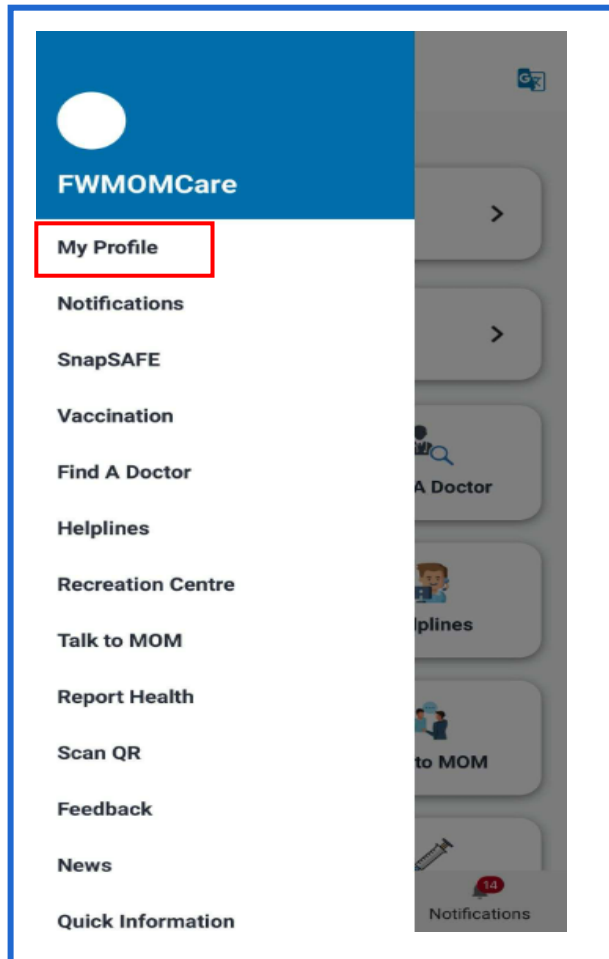 FWMOMCare
My Profile
Notifications
SnapSAFE
Vaccination
Find A Doctor
A Doctor
Helplines
Recreation Centre
lplines
Talk to MOM
Report Health
Scan QR
to MOM
Feedback
News
14
Quick Information
Notifications